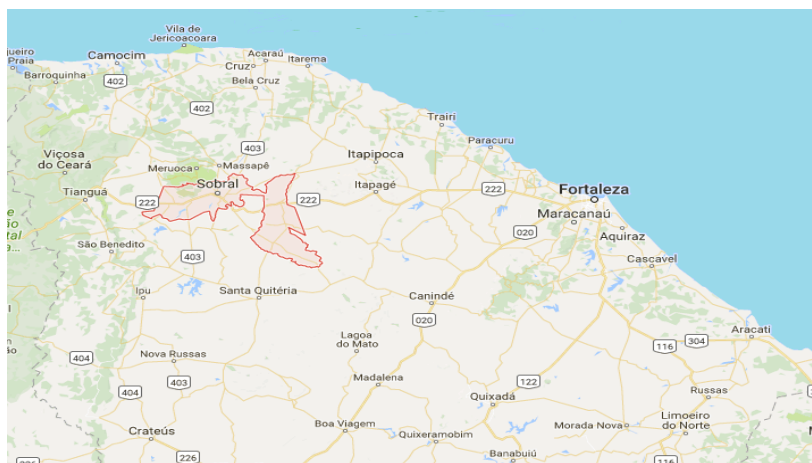 Vila de
Jericoacoara
queiro
Praia
Camocim
Acaraú
Itarema
Cruz
Barroquinha
402
Bela Cruz
402
Trairi
403
Paracuru
Viçosa
do Ceará
Meruoca
Massapê
Itapipoca
Sobral
Tianguá
222
222
Itapagé
222
Fortaleza
Maracanaú
020
Aquiraz
São Benedito
403
Cascavel
Ipu
Santa Quitéria
Canindé
020
Aracati
Lagoa
do Mato
116
304
404
Nova Russas
403
404
Madalena
122
Russas
Quixadá
Limoeiro
do Norte
Boa Viagem
Morada Nova
Crateús
Quixeramobim
226
Banabuiú
116